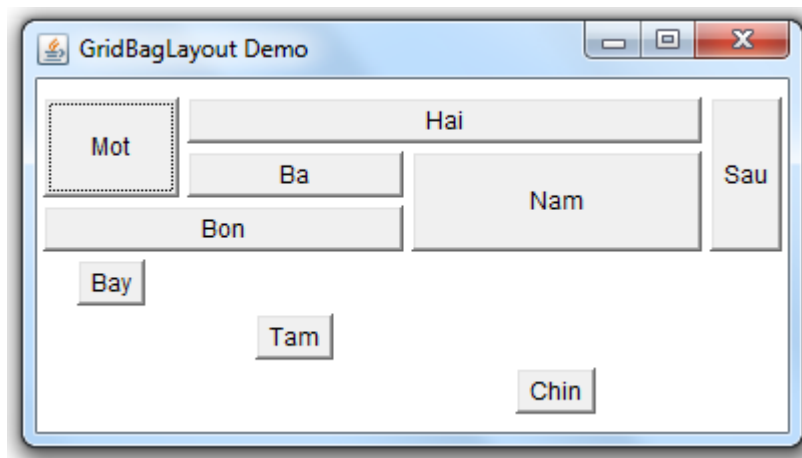 GridBagLayout Demo
Mot
Hai
Ba
Nam
Sau
Bon
Bay
Tam
Chin